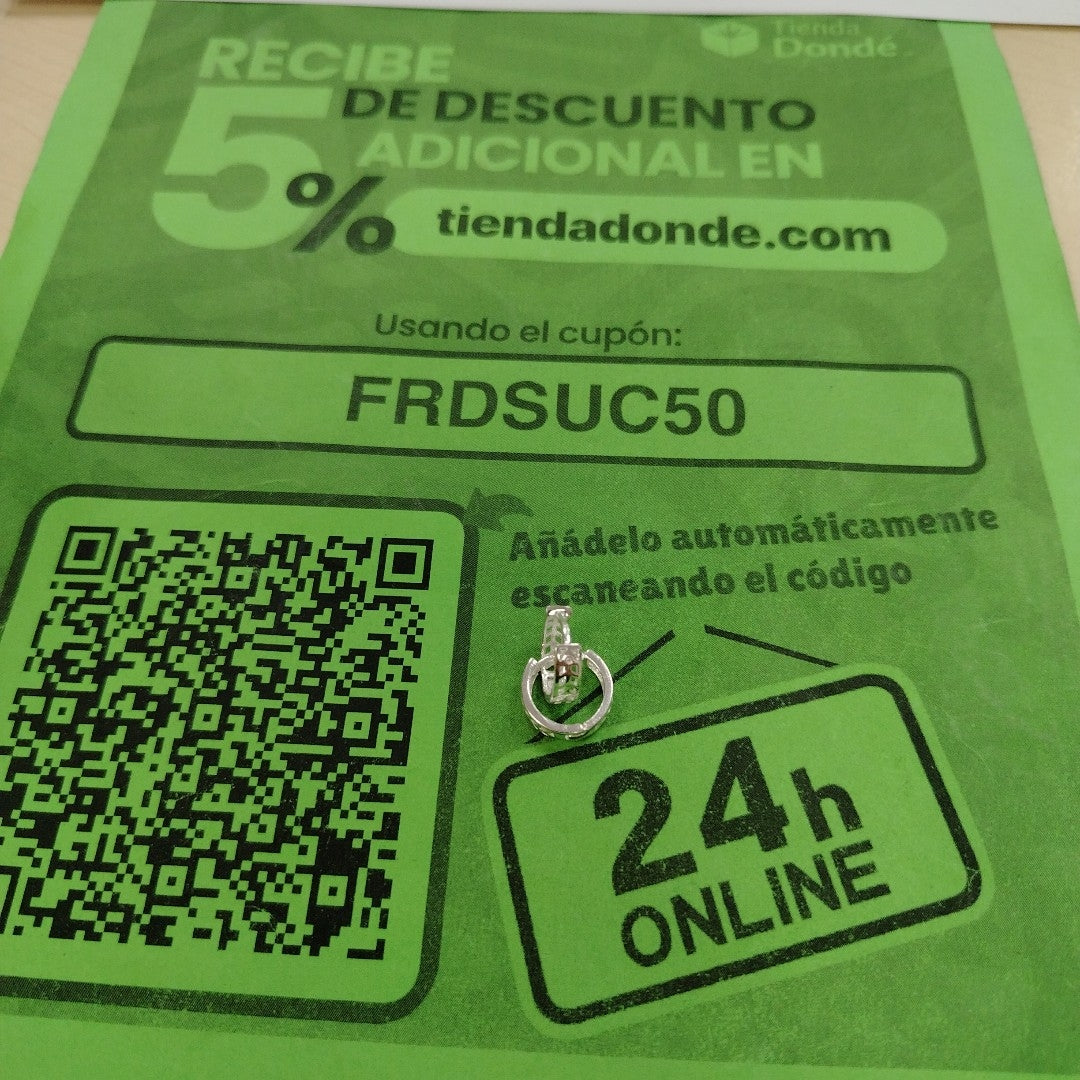 Tienda
Dondé
RECIBE
5% DE DESCUENTO
ADICIONAL EN
tiendadonde.com
Usando el cupón:
FRDSUC50
Añádelo automáticamente
escaneando el código
24h
ONLINE